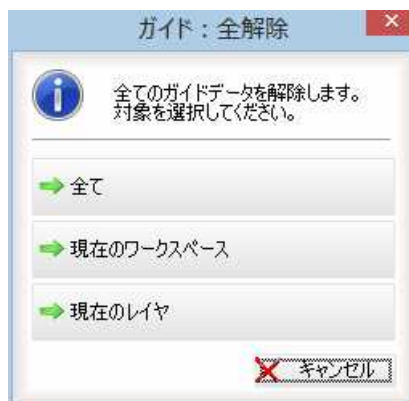 ガイド：全解除
全てのガイドデータを解除します。
対象を選択してください。
全て
現在のワークスペース
現在のレイヤ
キャンセル